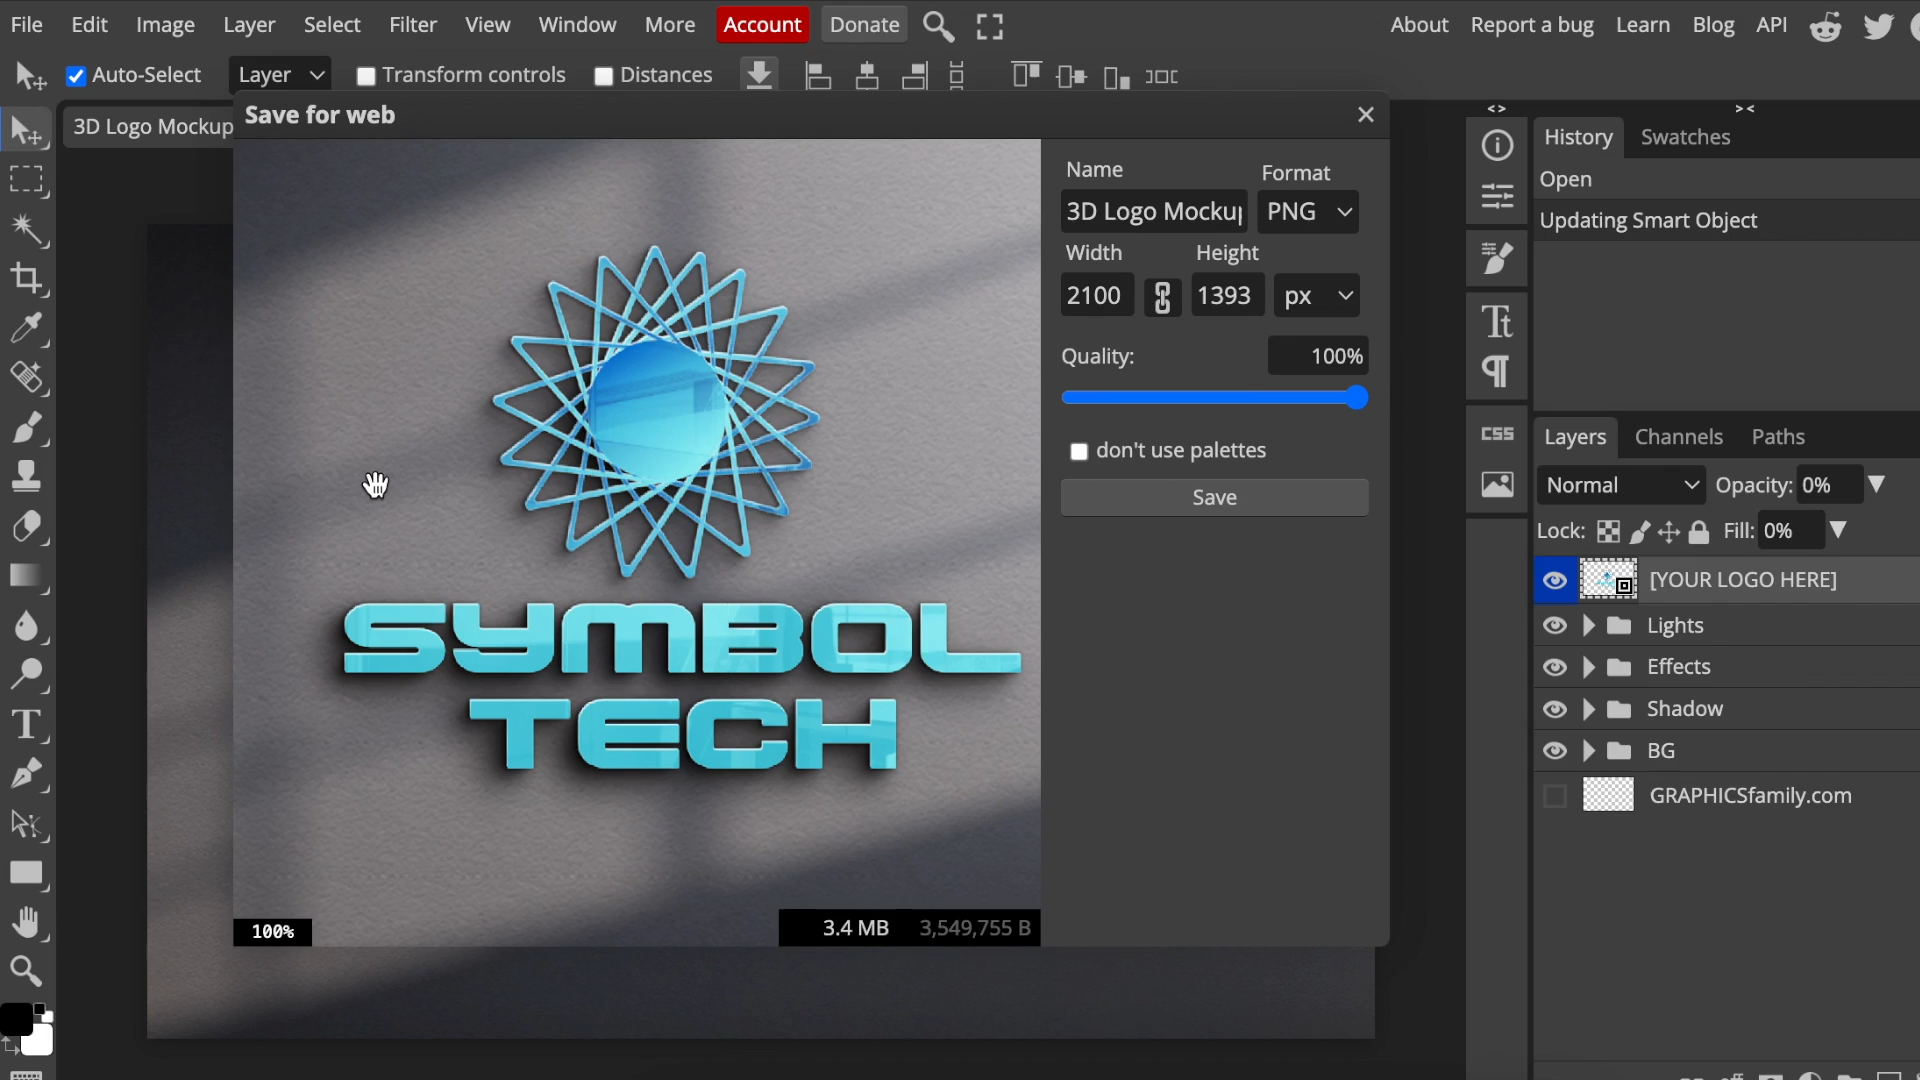 File Edit Image Layer Select Filter View Window More Account Donate About Report a bug Learn Blog API
Auto-Select Layer Transform controls Distances
3D Logo Mockup
Save for web
Name Format
3D Logo Mockup PNG
Width Height
2100 1393 px
Quality: 100%
don't use palettes
Save
SYMBOL
TECH
100% 3.4 MB 3,549,755 B
History Swatches
Open
Updating Smart Object
CSS
Layers Channels Paths
Normal Opacity: 0%
Lock: Fill: 0%
[YOUR LOGO HERE]
Lights
Effects
Shadow
BG
GRAPHICSfamily.com